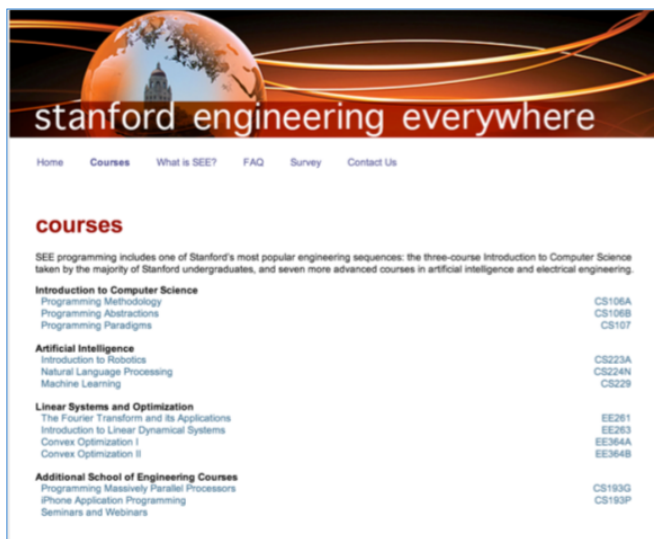 stanford engineering everywhere
Home Courses What is SEE? FAQ Survey Contact Us
courses
SEE programming includes one of Stanford's most popular engineering sequences: the three-course Introduction to Computer Science
taken by the majority of Stanford undergraduates, and seven more advanced courses in artificial intelligence and electrical engineering.
Introduction to Computer Science
Programming Methodology CS106A
Programming Abstractions CS106B
Programming Paradigms CS107
Artificial Intelligence
Introduction to Robotics CS223A
Natural Language Processing CS224N
Machine Learning CS229
Linear Systems and Optimization
The Fourier Transform and its Applications EE261
Introduction to Linear Dynamical Systems EE263
Convex Optimization I EE364A
Convex Optimization II EE364B
Additional School of Engineering Courses
Programming Massively Parallel Processors CS193G
iPhone Application Programming CS193P
Seminars and Webinars